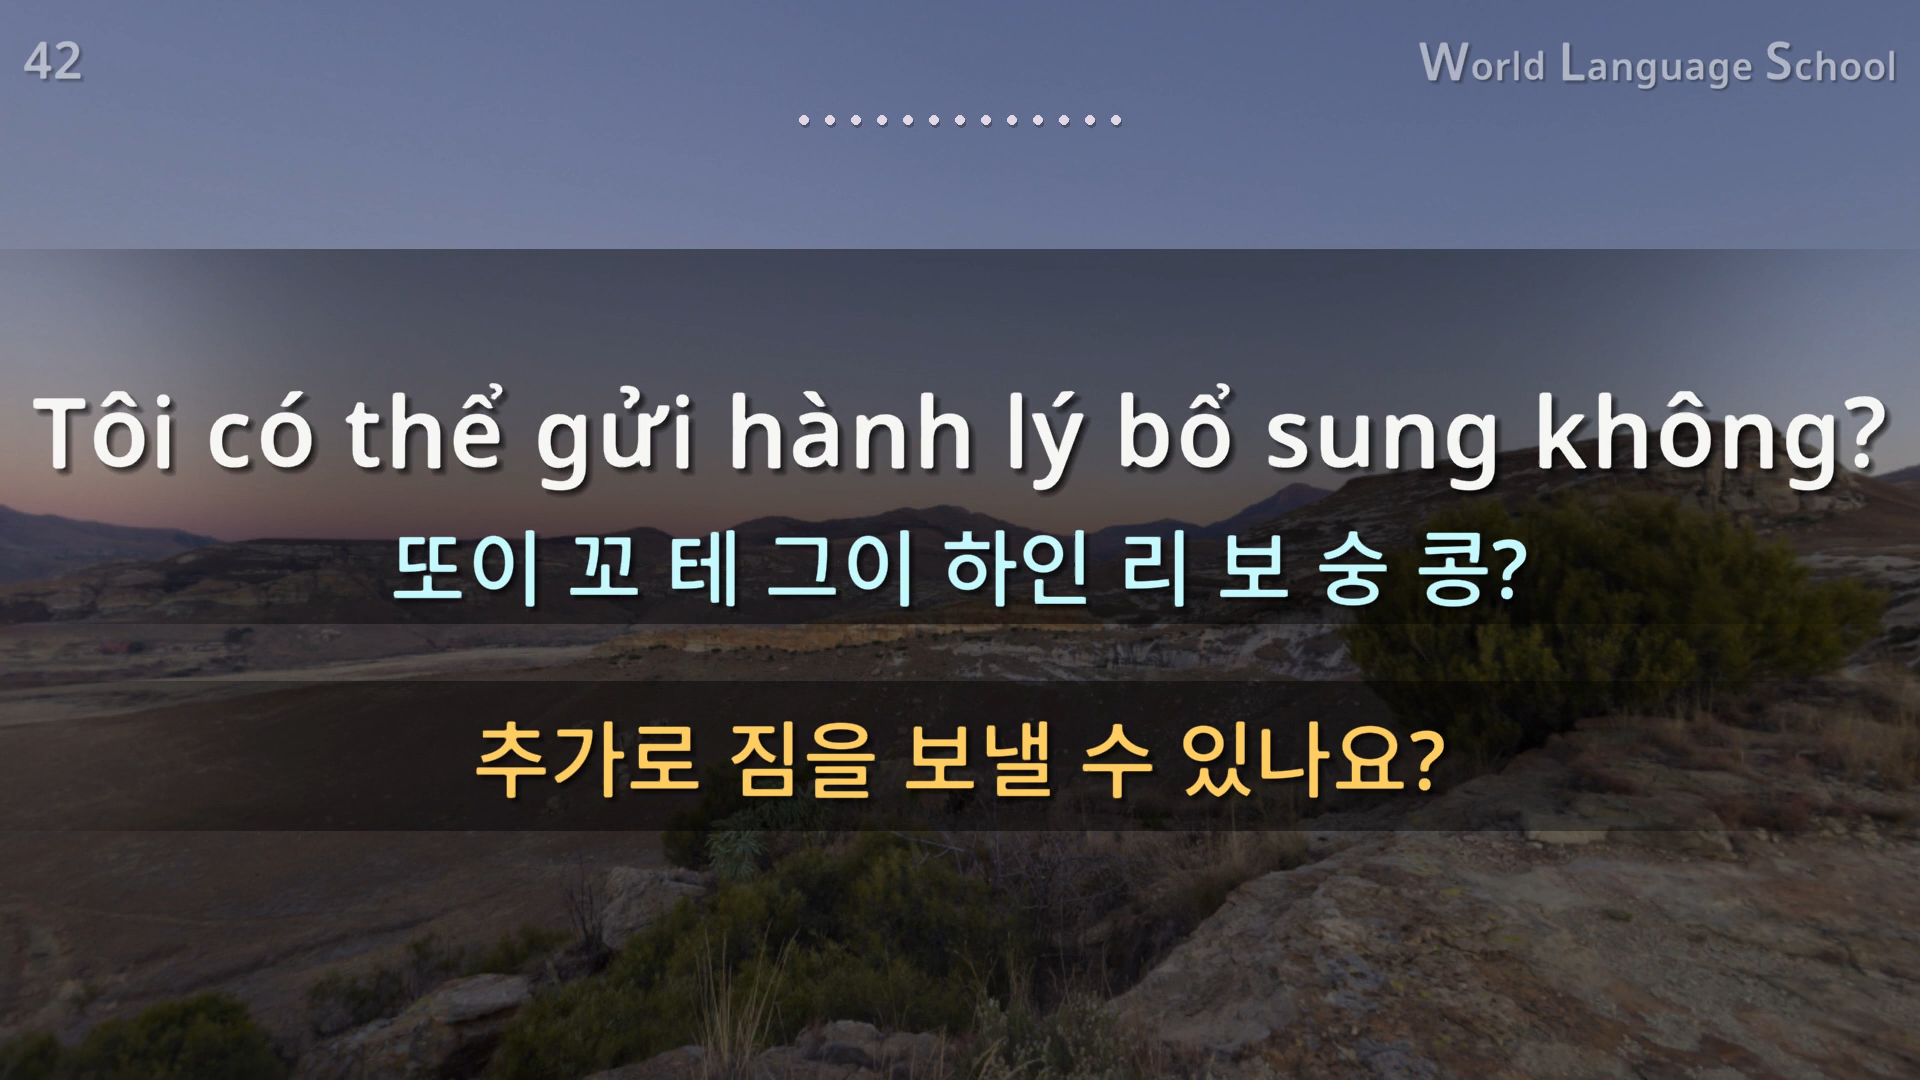 42
World Language School
Tôi có thể gửi hành lý bổ sung không?
또이 꼬 테 그이 하인 리 보 숭 콩?
추가로 짐을 보낼 수 있나요?